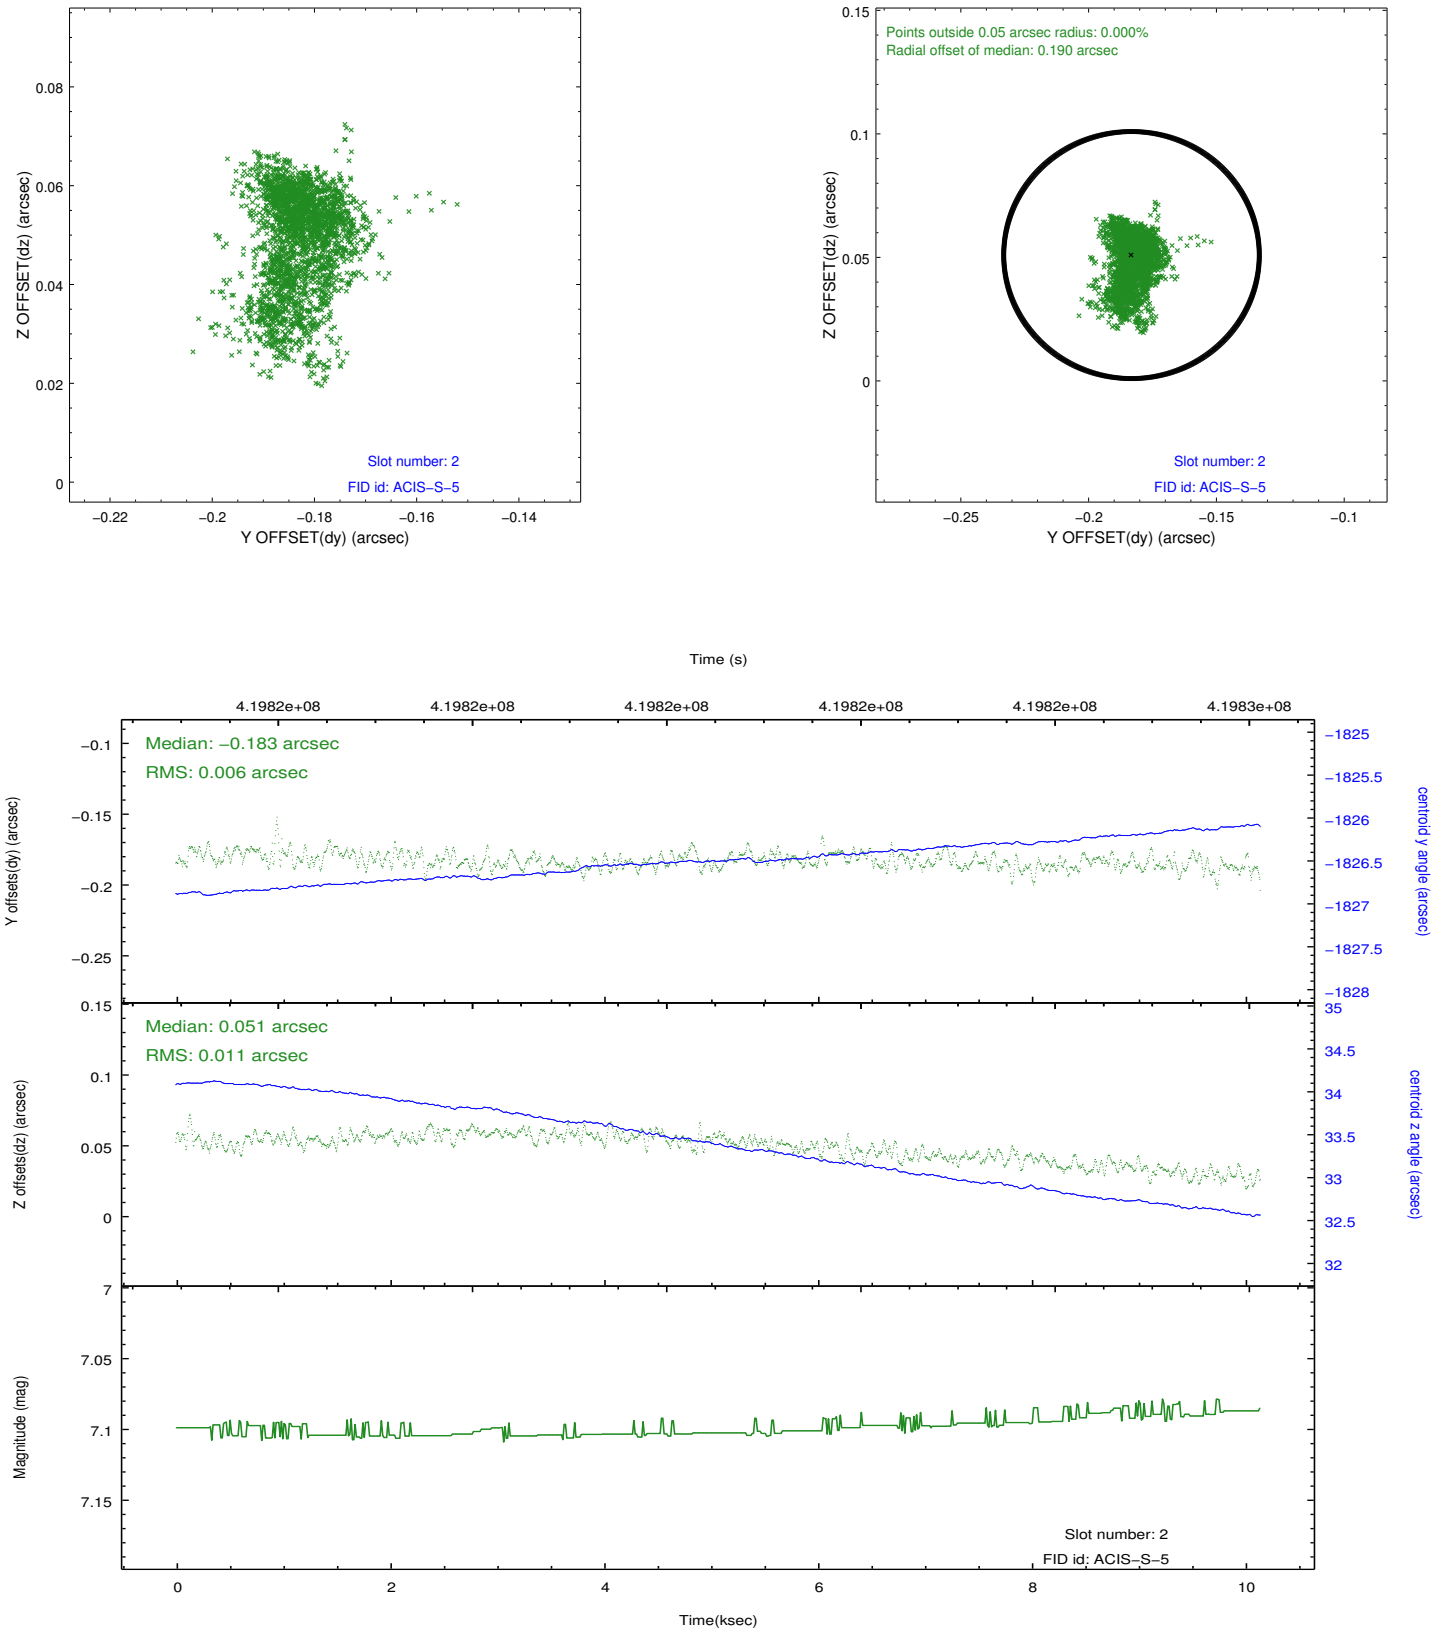 0.08
0.06
0.04
0.02
0
Z OFFSET(dz) (arcsec)
−0.22
−0.2
−0.18
−0.16
−0.14
Y OFFSET(dy) (arcsec)
Slot number: 2
FID id: ACIS−S−5
Points outside 0.05 arcsec radius: 0.000%
Radial offset of median: 0.190 arcsec
0.15
0.1
0.05
0
Z OFFSET(dz) (arcsec)
−0.25
−0.2
−0.15
−0.1
Y OFFSET(dy) (arcsec)
Slot number: 2
FID id: ACIS−S−5
Time (s)
4.1982e+08
4.1982e+08
4.1982e+08
4.1982e+08
4.1982e+08
4.1983e+08
Median: −0.183 arcsec
RMS: 0.006 arcsec
−0.1
−0.15
−0.2
−0.25
Y offsets(dy) (arcsec)
−1825
−1825.5
−1826
−1826.5
−1827
−1827.5
−1828
centroid y angle (arcsec)
Median: 0.051 arcsec
RMS: 0.011 arcsec
0.15
0.1
0.05
0
Z offsets(dz) (arcsec)
35
34.5
34
33.5
33
32.5
32
centroid z angle (arcsec)
7
7.05
7.1
7.15
Magnitude (mag)
Slot number: 2
FID id: ACIS−S−5
0
2
4
6
8
10
Time(ksec)